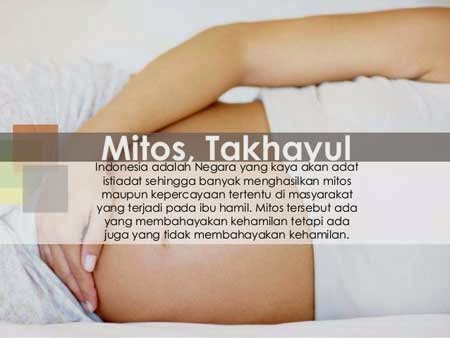 Mitos, Takhayul
Indonesia adalah Negara yang kaya akan adat
istiadat sehingga banyak menghasilkan mitos
maupun kepercayaan tertentu di masyarakat
yang terjadi pada ibu hamil. Mitos tersebut ada
yang membahayakan kehamilan tetapi ada
juga yang tidak membahayakan kehamilan.